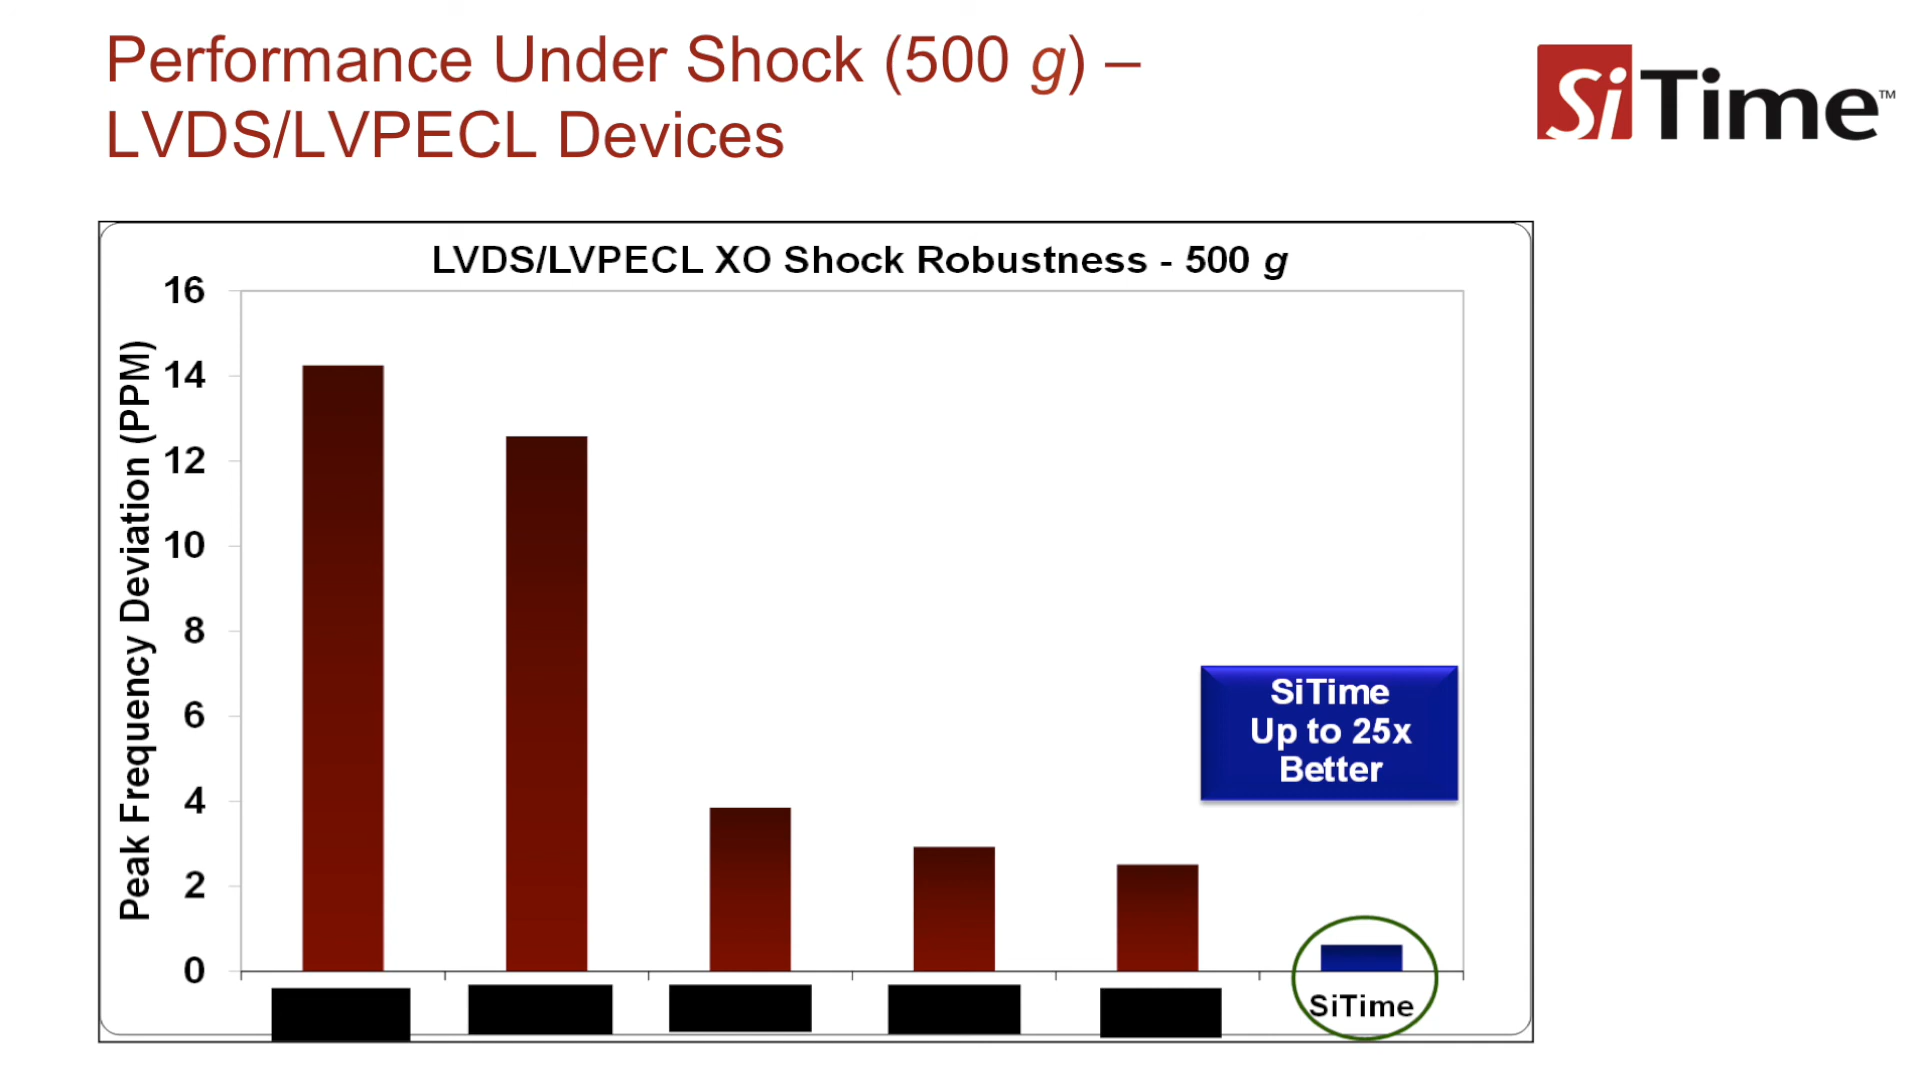 Performance Under Shock (500 g) –
LVDS/LVPECL Devices
SiTime™
LVDS/LVPECL XO Shock Robustness - 500 g
Peak Frequency Deviation (PPM)
16
14
12
10
8
6
4
2
0
SiTime
Up to 25x
Better
SiTime